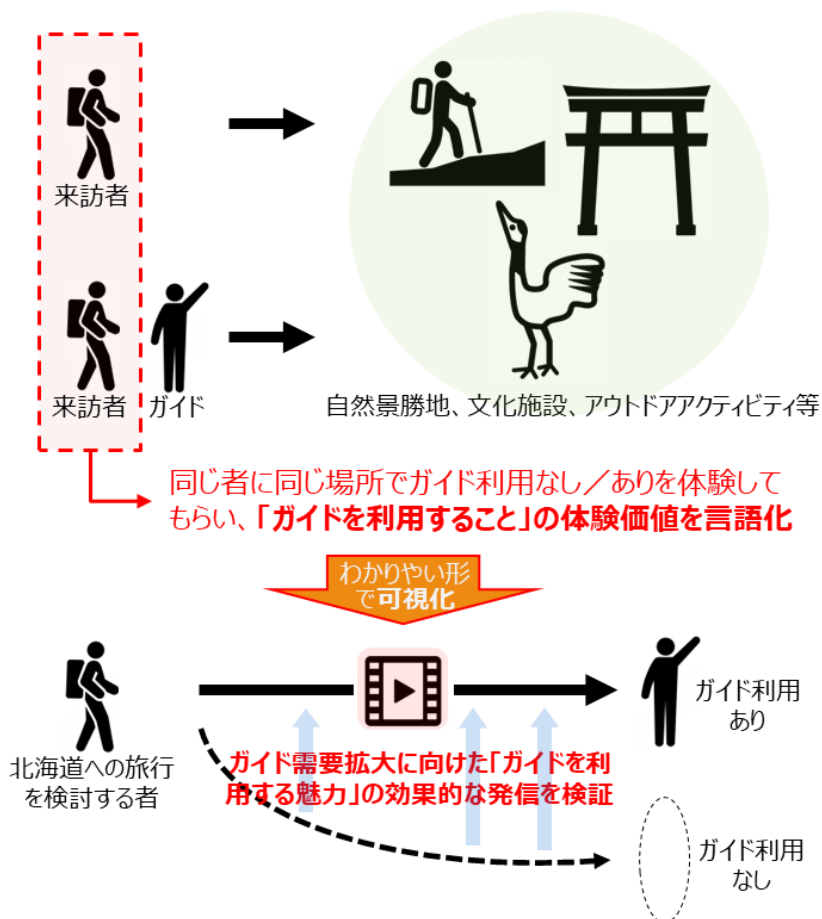 来訪者
来訪者
ガイド
自然景勝地、文化施設、アウトドアアクティビティ等
同じ者に同じ場所でガイド利用なし／ありを体験して
もらい、「ガイドを利用すること」の体験価値を言語化
わかりやい形
で可視化
ガイド利用
あり
北海道への旅行
を検討する者
ガイド需要拡大に向けた「ガイドを利
用する魅力」の効果的な発信を検証
ガイド利用
なし